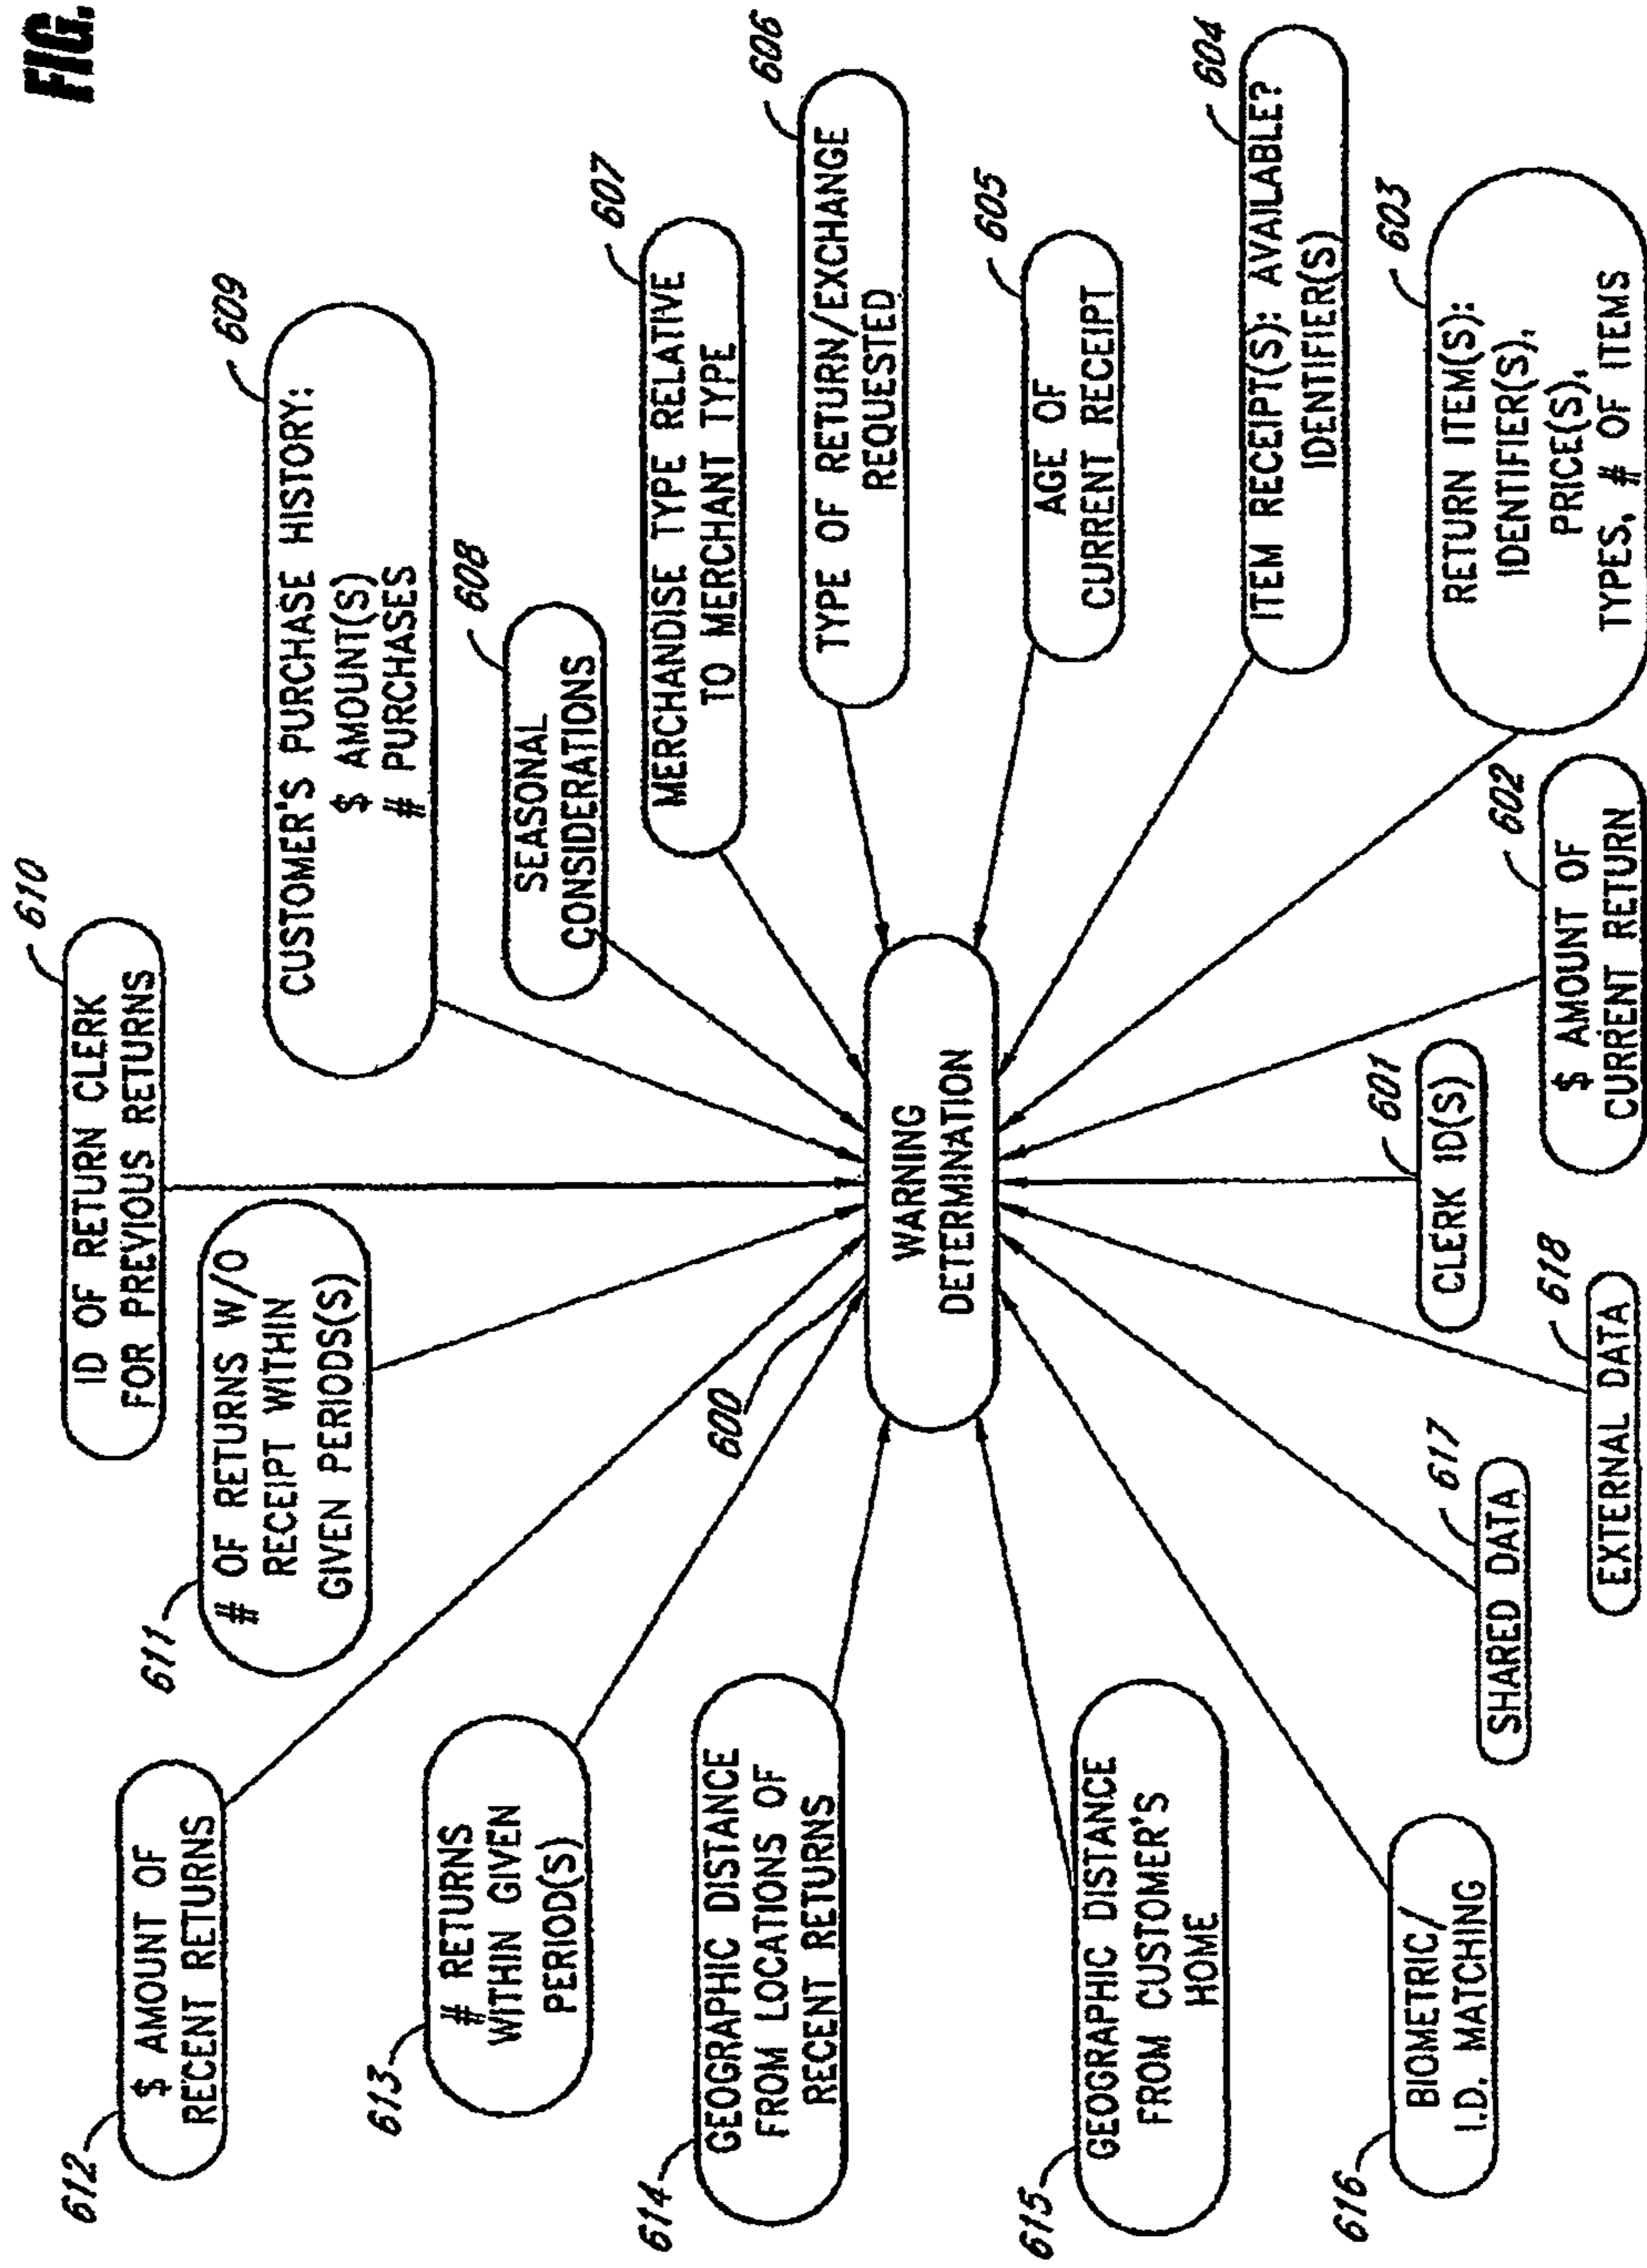 FIG.
610
ID OF RETURN CLERK
FOR PREVIOUS RETURNS
609
CUSTOMER'S PURCHASE HISTORY:
$ AMOUNT(S)
# PURCHASES
608
SEASONAL
CONSIDERATIONS
607
MERCHANDISE TYPE RELATIVE
TO MERCHANT TYPE
606
TYPE OF RETURN/EXCHANGE
REQUESTED
605
AGE OF
CURRENT RECEIPT
604
ITEM RECEIPT(S): AVAILABLE?
IDENTIFIER(S)
603
RETURN ITEM(S):
IDENTIFIER(S),
PRICE(S),
TYPES, # OF ITEMS
602
$ AMOUNT OF
CURRENT RETURN
601
CLERK ID(S)
618
EXTERNAL DATA
617
SHARED DATA
616
BIOMETRIC/
I.D. MATCHING
615
GEOGRAPHIC DISTANCE
FROM CUSTOMER'S
HOME
614
GEOGRAPHIC DISTANCE
FROM LOCATIONS OF
RECENT RETURNS
613
# RETURNS
WITHIN GIVEN
PERIOD(S)
612
$ AMOUNT OF
RECENT RETURNS
611
# OF RETURNS W/O
RECEIPT WITHIN
GIVEN PERIODS(S)
600
WARNING
DETERMINATION